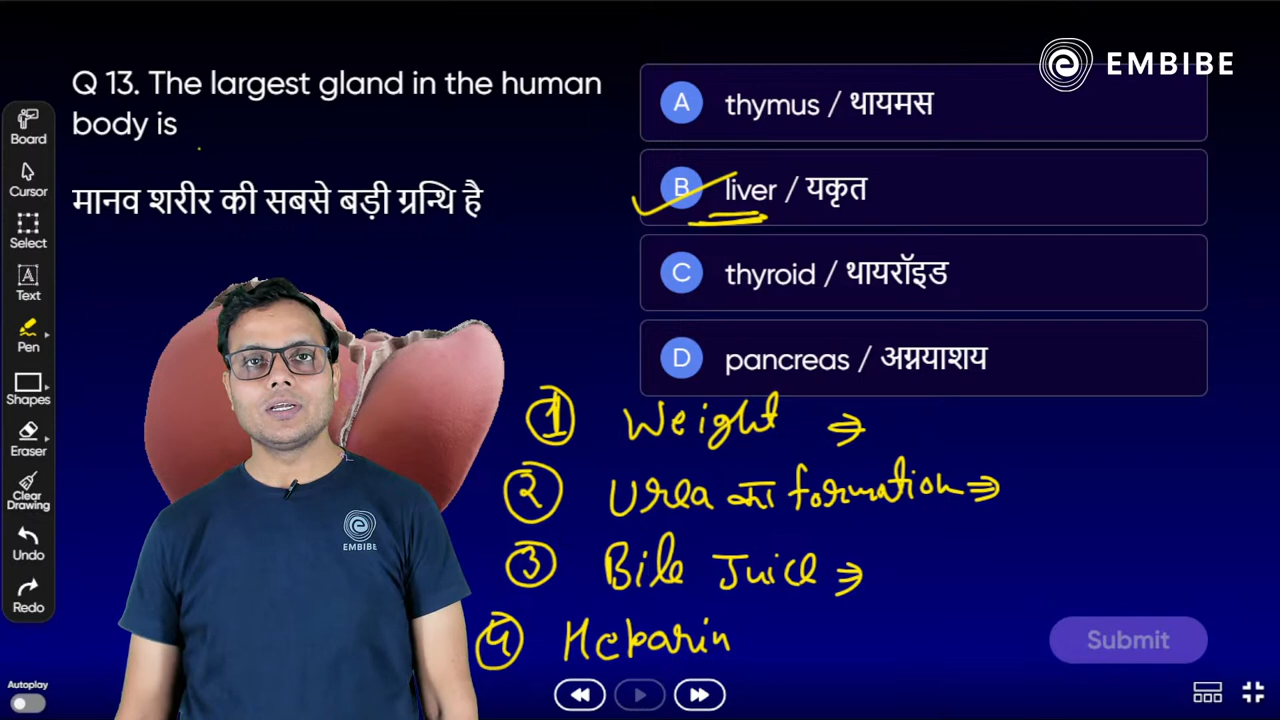 EMBIBE
Q 13. The largest gland in the human
body is
मानव शरीर की सबसे बड़ी ग्रन्थि है
A thymus / थायमस
B liver / यकृत
C thyroid / थायरॉइड
D pancreas / अग्नयाशय
1 Weight ⇒
2 Urea का formation ⇒
3 Bile Juice ⇒
4 Heparin
Submit
Board
Cursor
Select
Text
Pen
Shapes
Eraser
Clear
Drawing
Undo
Redo
Autoplay
EMBIBE